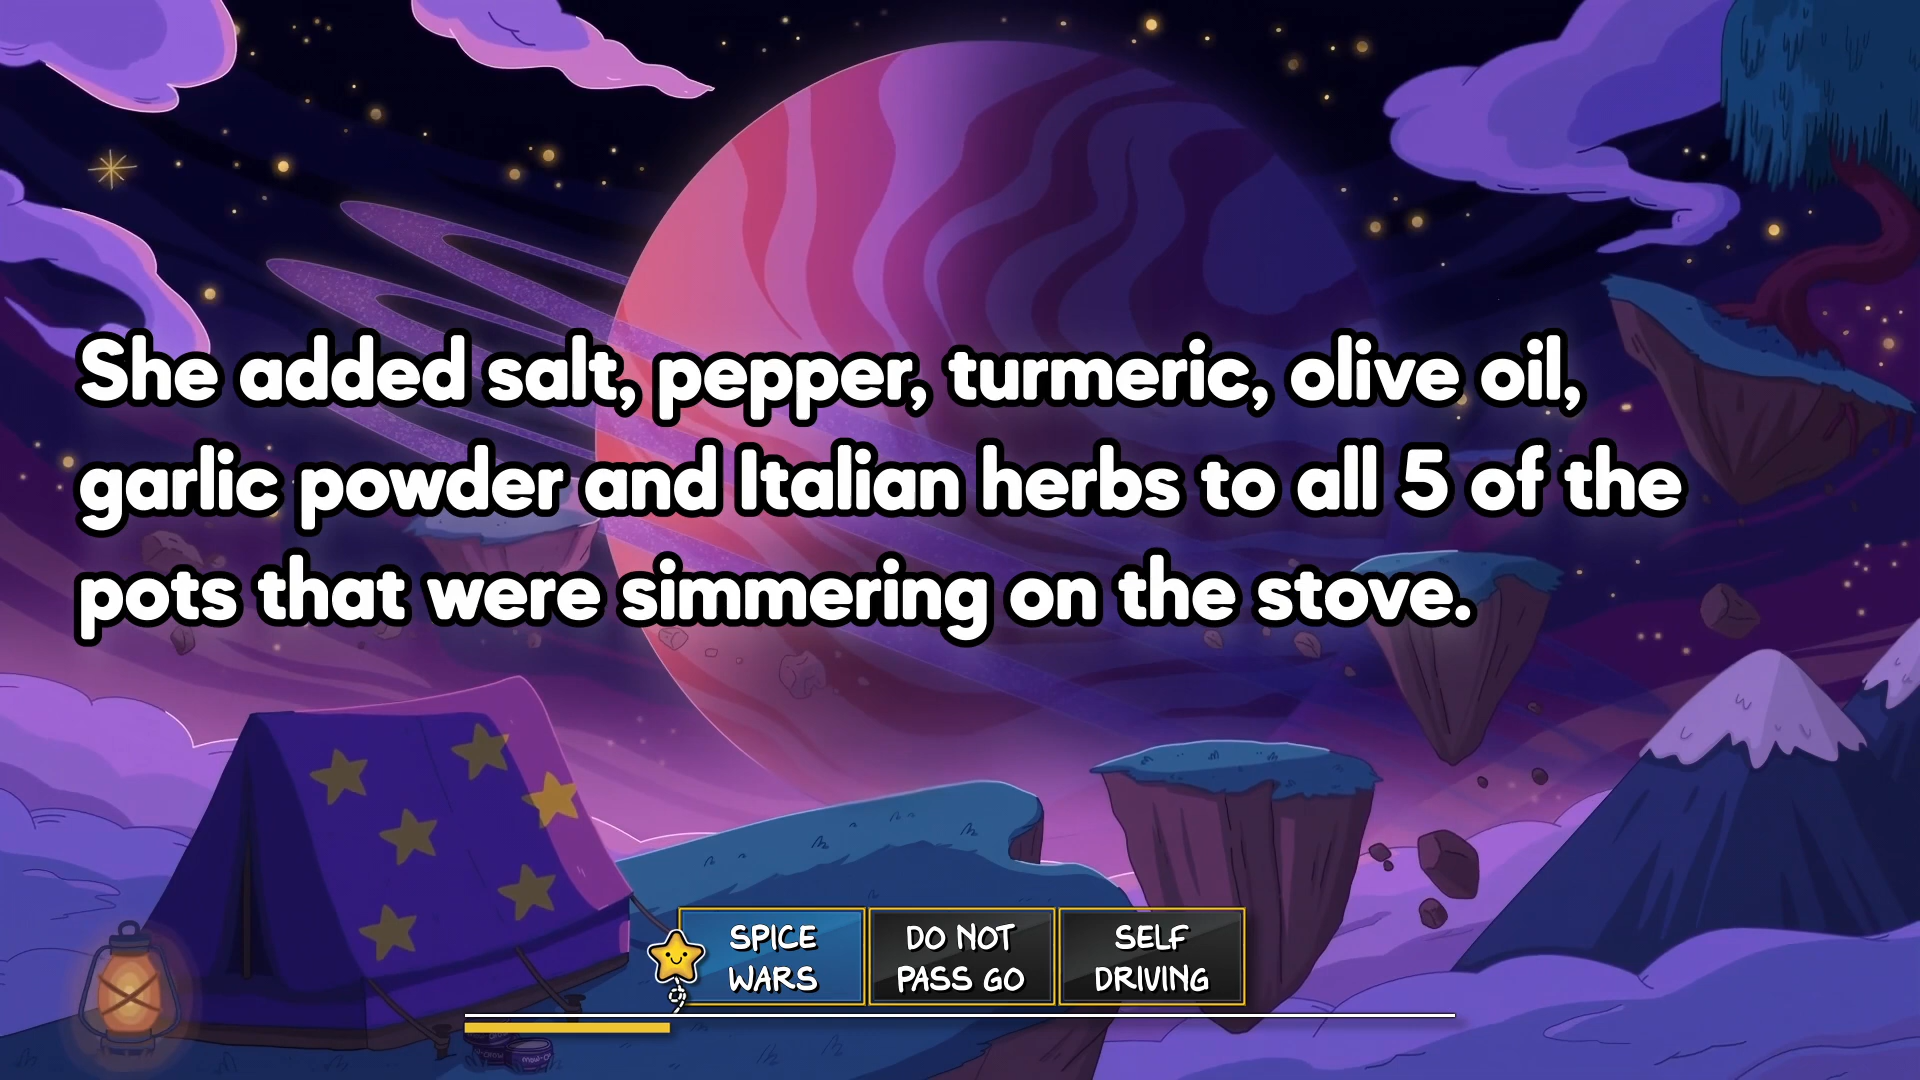 She added salt, pepper, turmeric, olive oil,
garlic powder and Italian herbs to all 5 of the
pots that were simmering on the stove.
SPICE
WARS
DO NOT
PASS GO
SELF
DRIVING